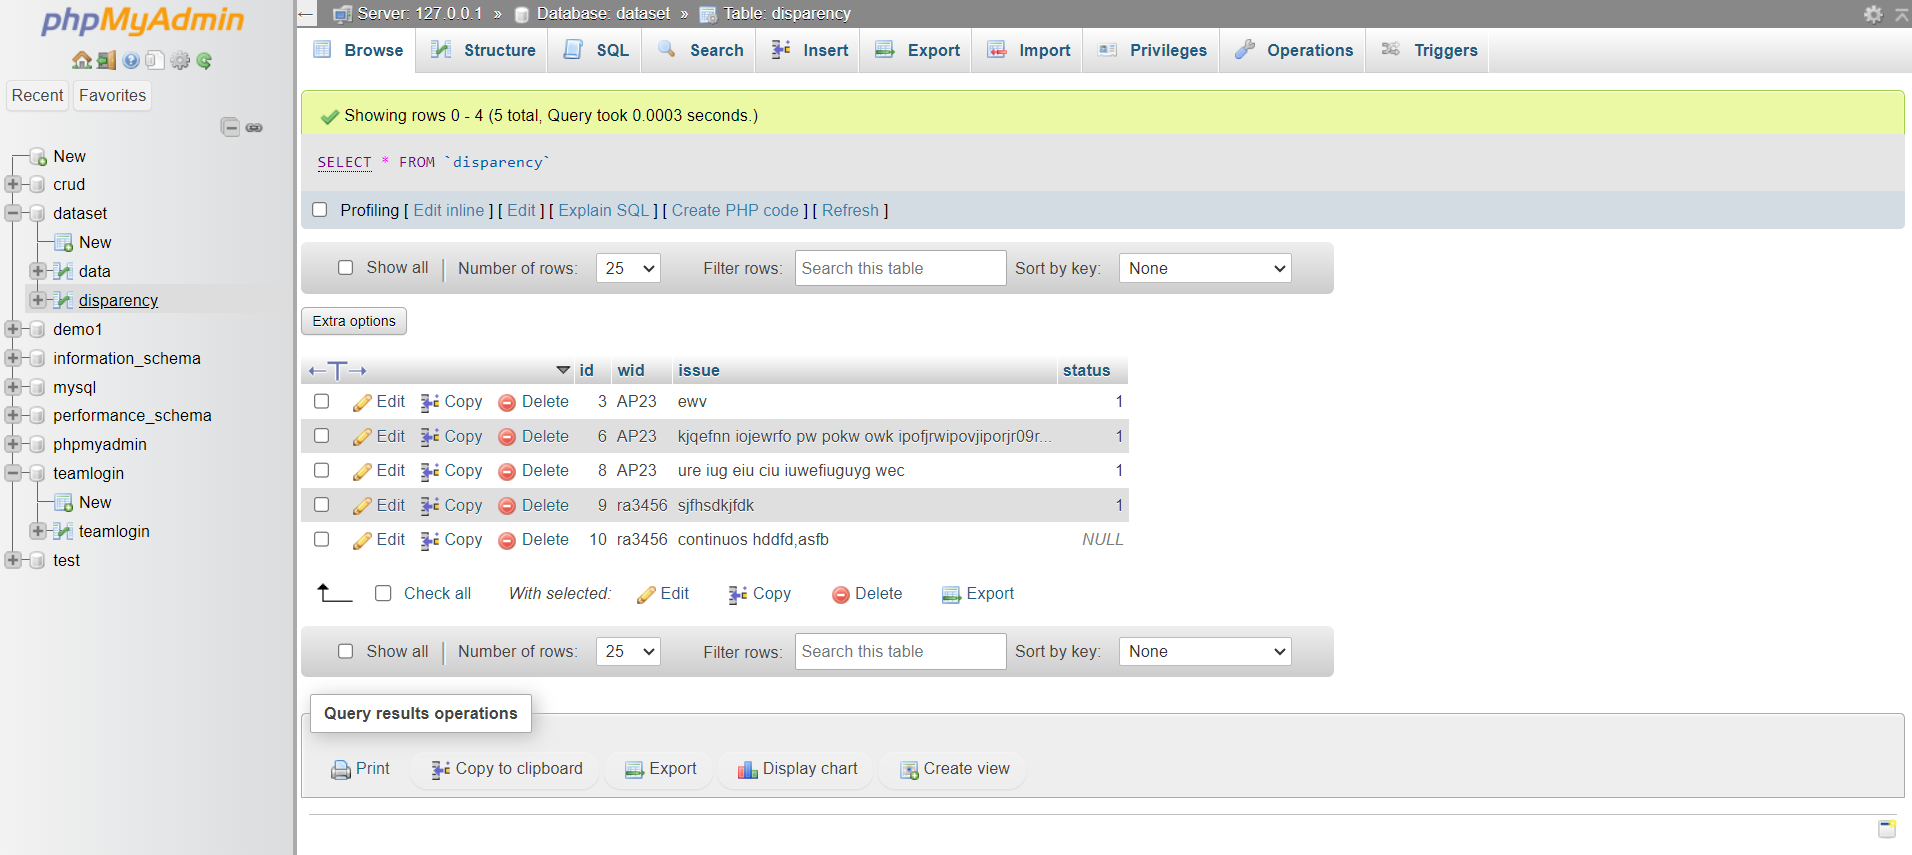 phpMyAdmin
Recent Favorites
New
crud
dataset
New
data
disparency
demo1
information_schema
mysql
performance_schema
phpmyadmin
teamlogin
New
teamlogin
test
Server: 127.0.0.1 » Database: dataset » Table: disparency
Browse Structure SQL Search Insert Export Import Privileges Operations Triggers
Showing rows 0 - 4 (5 total, Query took 0.0003 seconds.)
SELECT * FROM `disparency`
Profiling [ Edit inline ] [ Edit ] [ Explain SQL ] [ Create PHP code ] [ Refresh ]
Show all Number of rows: 25 Filter rows: Search this table Sort by key: None
Extra options
id wid issue status
Edit Copy Delete 3 AP23 ewv 1
Edit Copy Delete 6 AP23 kjqefnn iojewrfo pw pokw owk ipofjrwipovjiporjr09r... 1
Edit Copy Delete 8 AP23 ure iug eiu ciu iuwefiuguyg wec 1
Edit Copy Delete 9 ra3456 sjfhsdkjfdk 1
Edit Copy Delete 10 ra3456 continuos hddfd,asfb NULL
Check all With selected: Edit Copy Delete Export
Show all Number of rows: 25 Filter rows: Search this table Sort by key: None
Query results operations
Print Copy to clipboard Export Display chart Create view